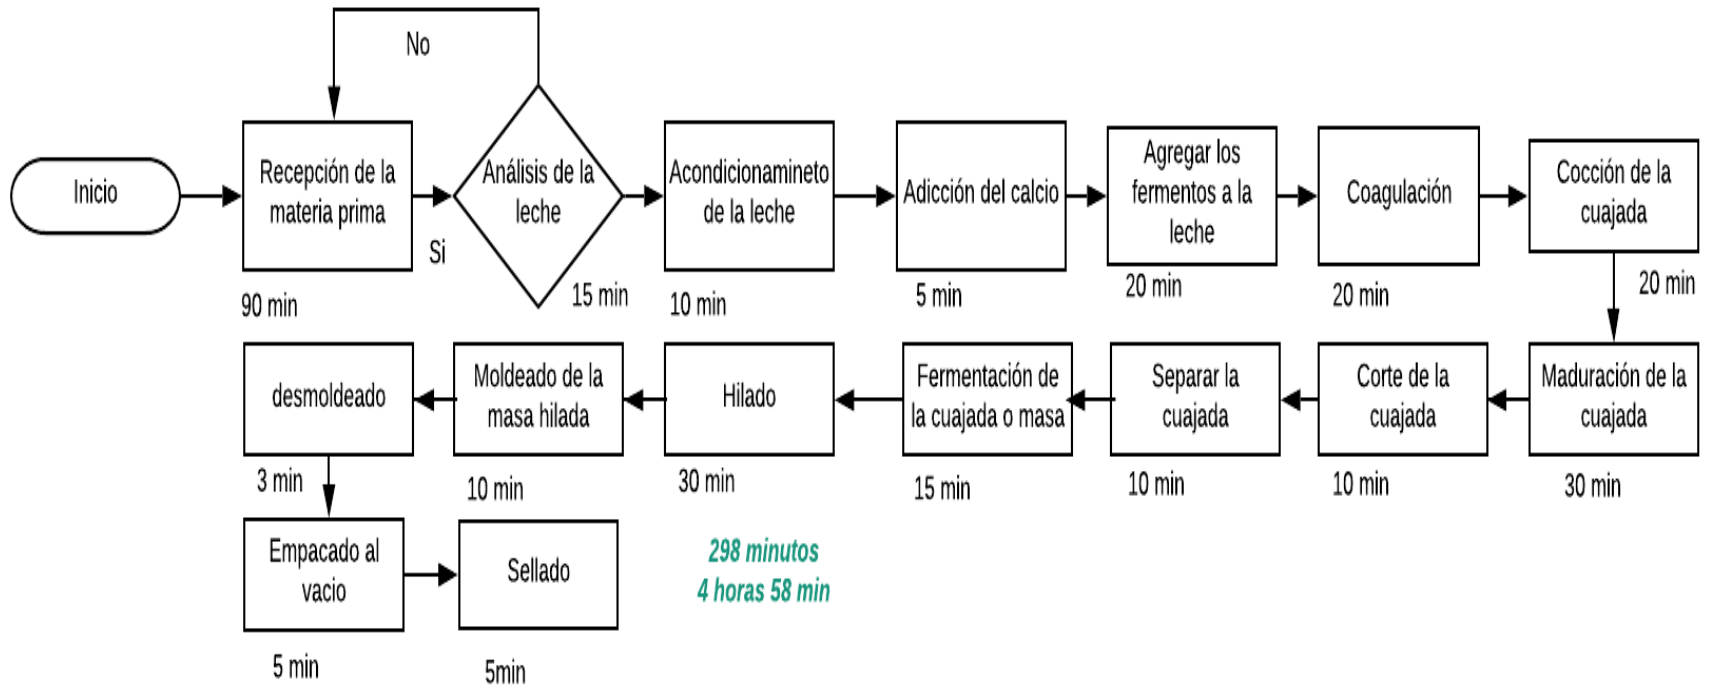 No
Inicio
Recepción de la
materia prima
Si
90 min
Análisis de la
leche
15 min
Acondicionamineto
de la leche
10 min
Adicción del calcio
5 min
Agregar los
fermentos a la
leche
20 min
Coagulación
20 min
Cocción de la
cuajada
20 min
Maduración de la
cuajada
30 min
Corte de la
cuajada
10 min
Separar la
cuajada
10 min
Fermentación de
la cuajada o masa
15 min
Hilado
30 min
Moldeado de la
masa hilada
10 min
desmoldeado
3 min
Empacado al
vacio
5 min
Sellado
5min
298 minutos
4 horas 58 min